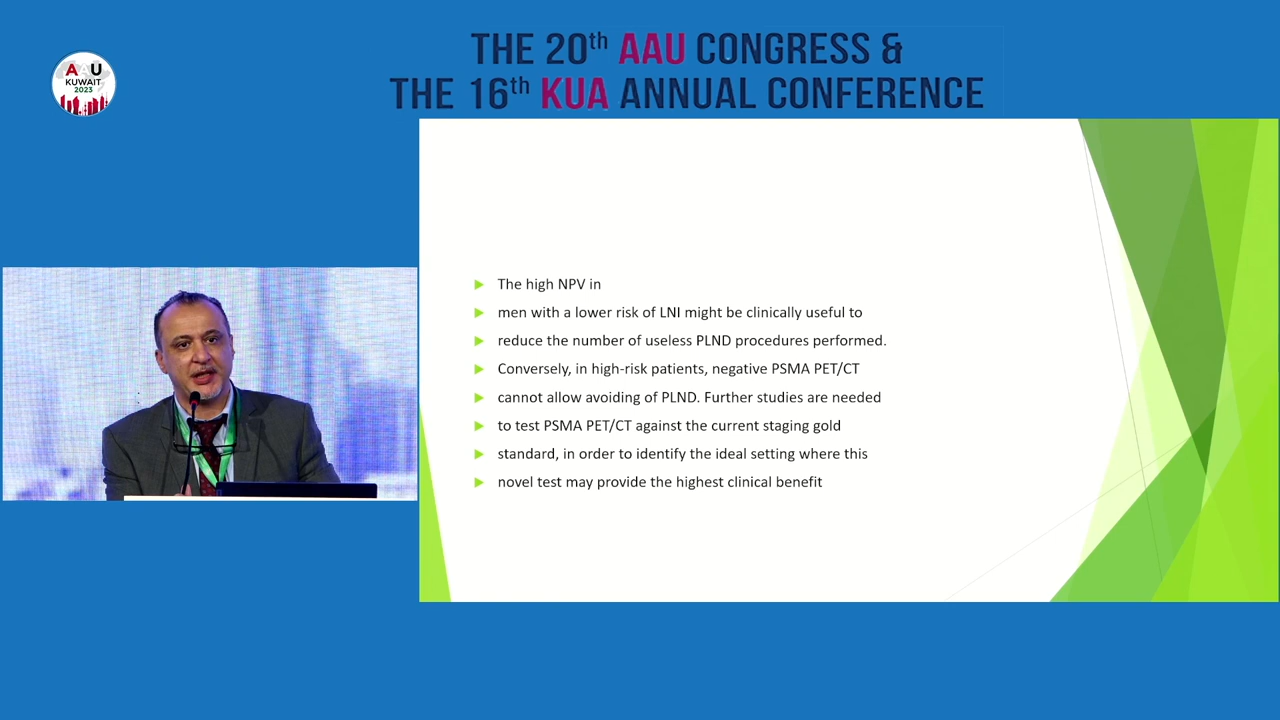 THE 20th AAU CONGRESS &
THE 16th KUA ANNUAL CONFERENCE
AAU
KUWAIT
2023
The high NPV in
men with a lower risk of LNI might be clinically useful to
reduce the number of useless PLND procedures performed.
Conversely, in high-risk patients, negative PSMA PET/CT
cannot allow avoiding of PLND. Further studies are needed
to test PSMA PET/CT against the current staging gold
standard, in order to identify the ideal setting where this
novel test may provide the highest clinical benefit